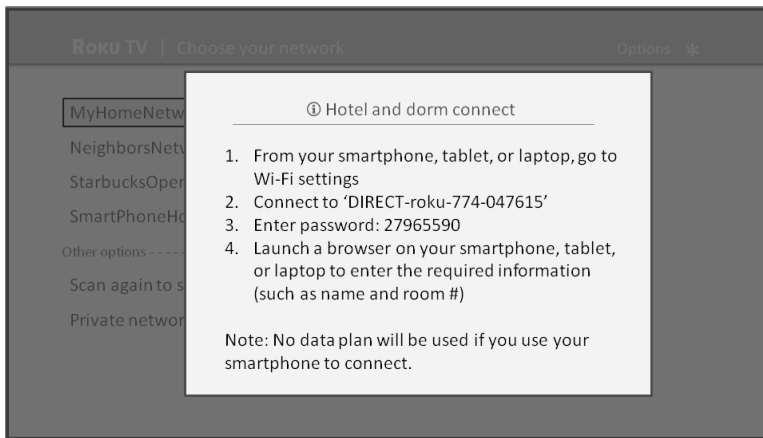 Roku TV | Choose your network
Options ✱
MyHomeNetw
ⓘ Hotel and dorm connect
NeighborsNetw
StarbucksOper
SmartPhoneHo
Other options - - - - -
Scan again to s
Private networ
1. From your smartphone, tablet, or laptop, go to
Wi-Fi settings
2. Connect to ‘DIRECT-roku-774-047615’
3. Enter password: 27965590
4. Launch a browser on your smartphone, tablet,
or laptop to enter the required information
(such as name and room #)
Note: No data plan will be used if you use your
smartphone to connect.